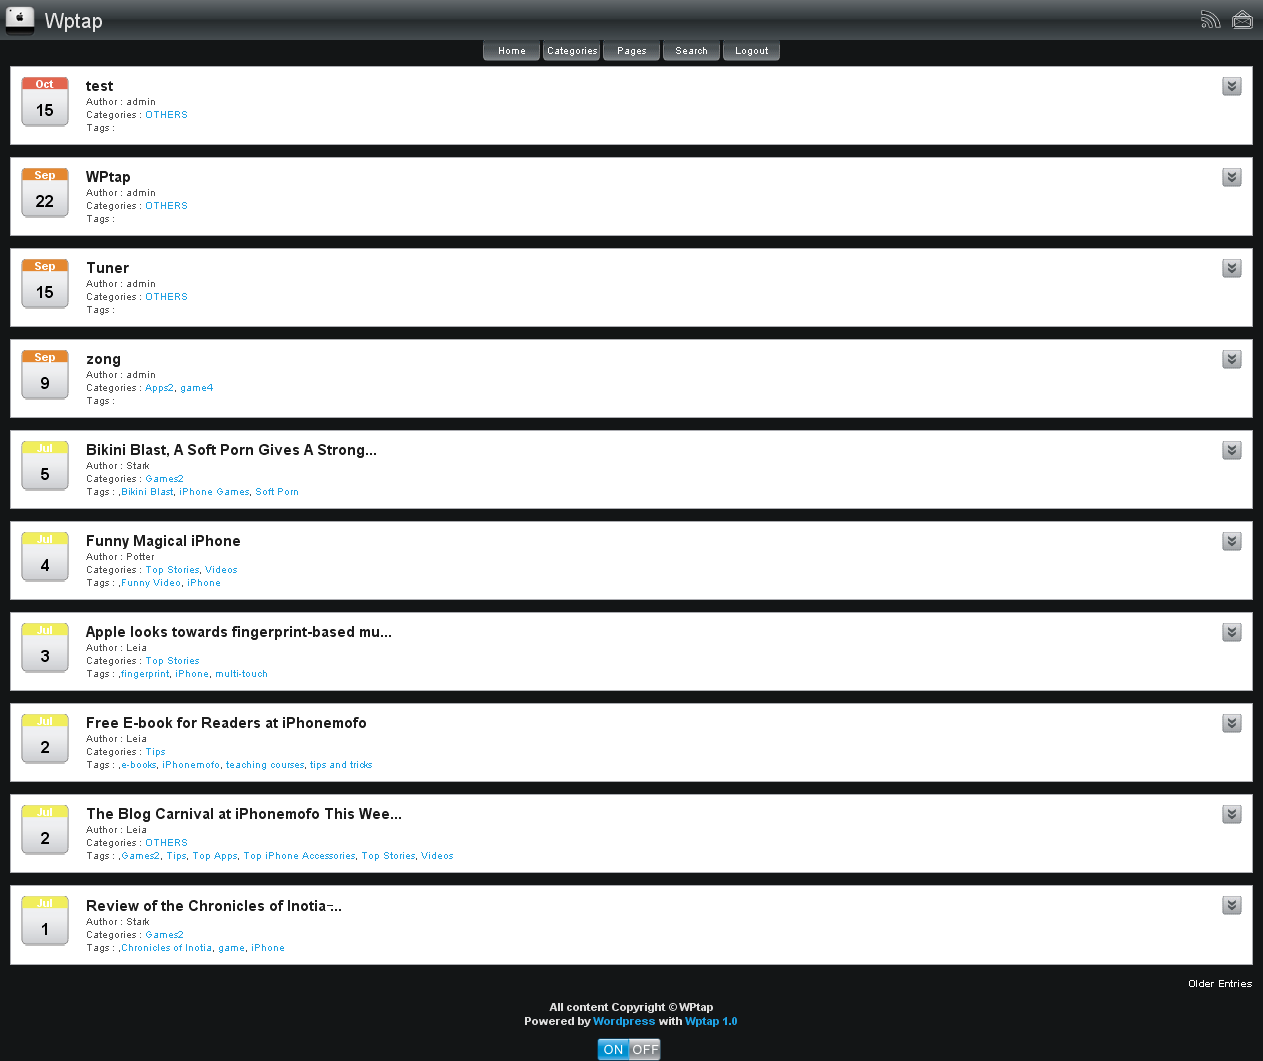 Wptap
Home Categories Pages Search Logout
Oct
15
test
Author : admin
Categories : OTHERS
Tags :
Sep
22
WPtap
Author : admin
Categories : OTHERS
Tags :
Sep
15
Tuner
Author : admin
Categories : OTHERS
Tags :
Sep
9
zong
Author : admin
Categories : Apps2, game4
Tags :
Jul
5
Bikini Blast, A Soft Porn Gives A Strong...
Author : Stark
Categories : Games2
Tags : ,Bikini Blast, iPhone Games, Soft Porn
Jul
4
Funny Magical iPhone
Author : Potter
Categories : Top Stories, Videos
Tags : ,Funny Video, iPhone
Jul
3
Apple looks towards fingerprint-based mu...
Author : Leia
Categories : Top Stories
Tags : ,fingerprint, iPhone, multi-touch
Jul
2
Free E-book for Readers at iPhonemofo
Author : Leia
Categories : Tips
Tags : ,e-books, iPhonemofo, teaching courses, tips and tricks
Jul
2
The Blog Carnival at iPhonemofo This Wee...
Author : Leia
Categories : OTHERS
Tags : ,Games2, Tips, Top Apps, Top iPhone Accessories, Top Stories, Videos
Jul
1
Review of the Chronicles of Inotia-...
Author : Stark
Categories : Games2
Tags : ,Chronicles of Inotia, game, iPhone
Older Entries
All content Copyright © WPtap
Powered by Wordpress with Wptap 1.0
ON OFF